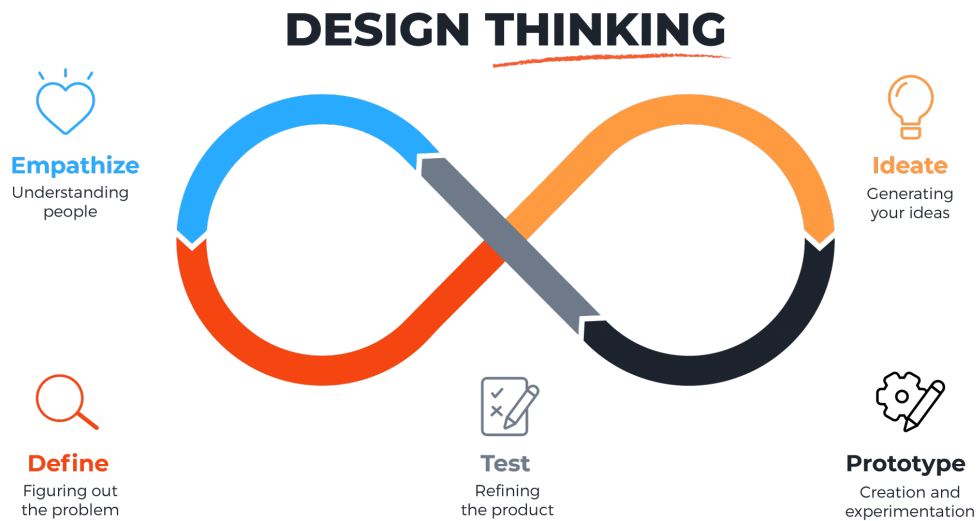 DESIGN THINKING
Empathize
Understanding
people
Ideate
Generating
your ideas
Define
Figuring out
the problem
Test
Refining
the product
Prototype
Creation and
experimentation